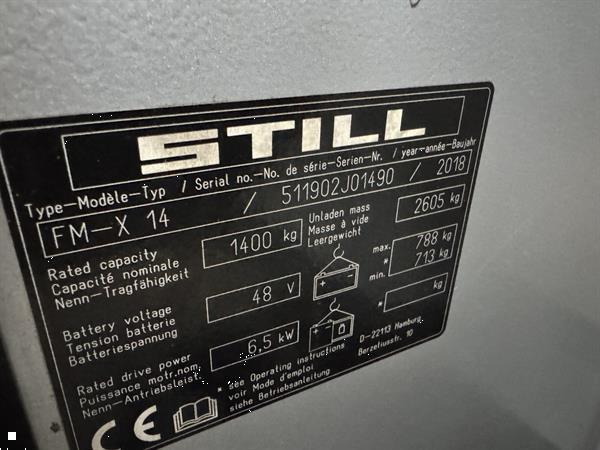 STILL
Type-Modèle-Typ / Serial no.-No. de série-Serien-Nr. / year-année-Baujahr
FM-X 14 / 511902J01490 / 2018
Rated capacity
Capacité nominale
Nenn-Tragfähigkeit
1400 kg
Unladen mass
Masse à vide
Leergewicht
2605 kg
Battery voltage
Tension batterie
Batteriespannung
48 V
max. 788 kg
* 713 kg
min.
Rated drive power
Puissance motr.nom.
Nenn-Antriebsleist.
6,5 kW
* kg
* see Operating instructions
voir Mode d'emploi
siehe Betriebsanleitung
D-22113 Hamburg
Berzeliusstr. 10
CE